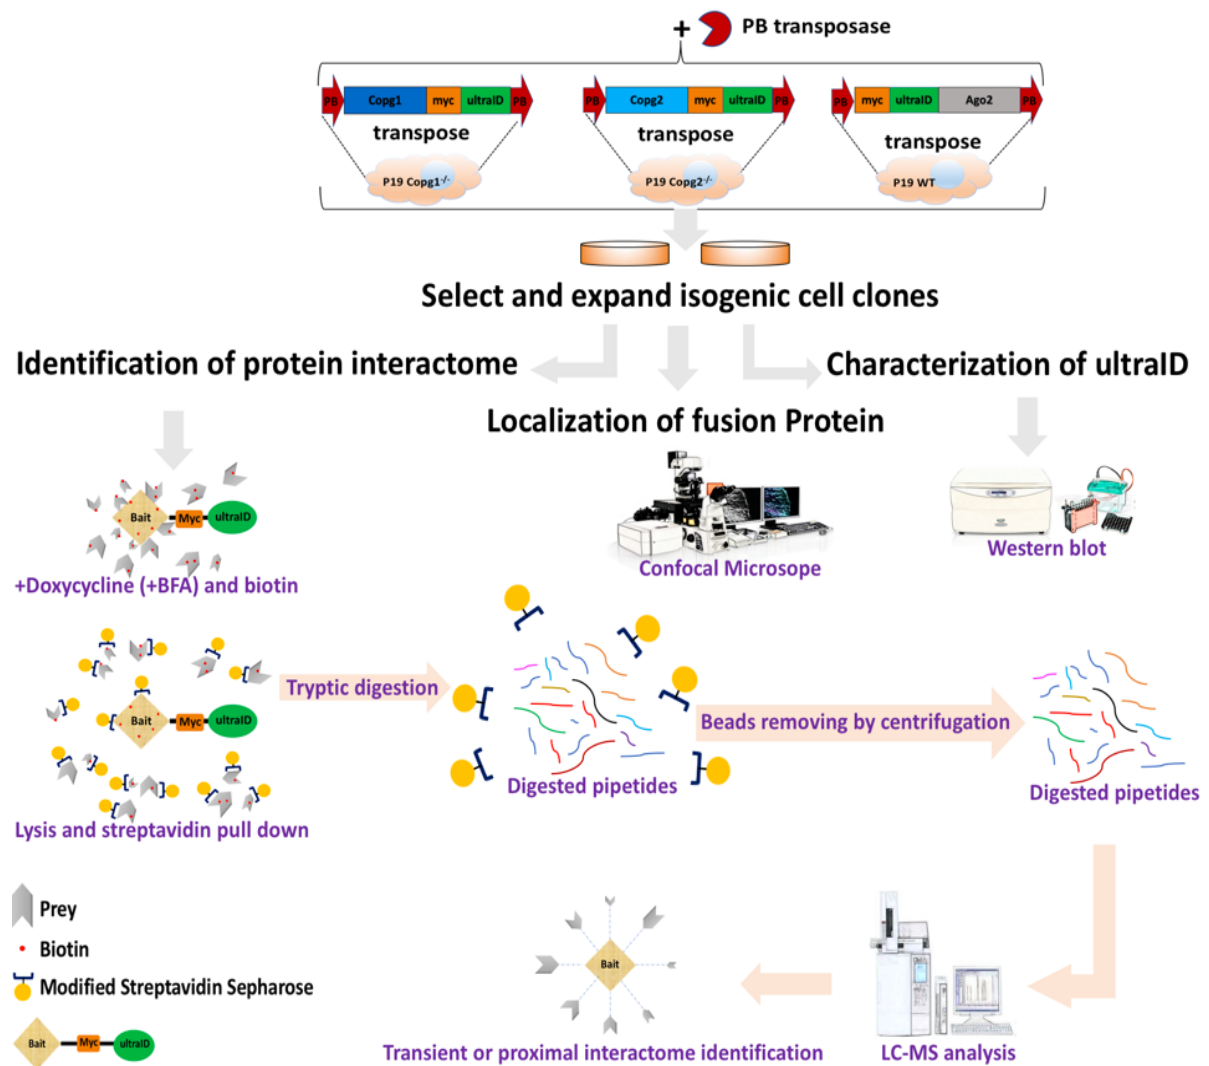 + PB transposase
PB Copg1 myc ultraID PB
PB Copg2 myc ultraID PB
PB myc ultraID Ago2 PB
transpose
transpose
transpose
P19 Copg1-/-
P19 Copg2-/-
P19 WT
Select and expand isogenic cell clones
Identification of protein interactome
Characterization of ultraID
Localization of fusion Protein
Bait Myc ultraID
+Doxycycline (+BFA) and biotin
Confocal Microsope
Western blot
Bait Myc ultraID
Lysis and streptavidin pull down
Tryptic digestion
Digested pipetides
Beads removing by centrifugation
Digested pipetides
Prey
Biotin
Modified Streptavidin Sepharose
Bait Myc ultraID
Bait
Transient or proximal interactome identification
LC-MS analysis